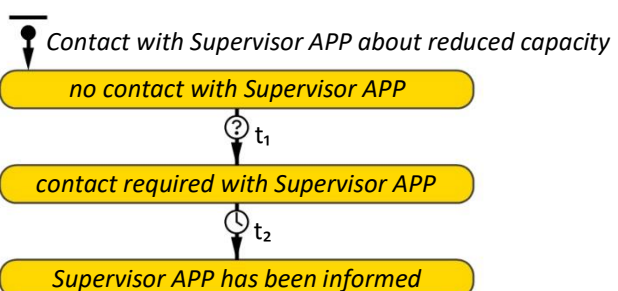 Contact with Supervisor APP about reduced capacity
no contact with Supervisor APP
? t₁
contact required with Supervisor APP
t₂
Supervisor APP has been informed